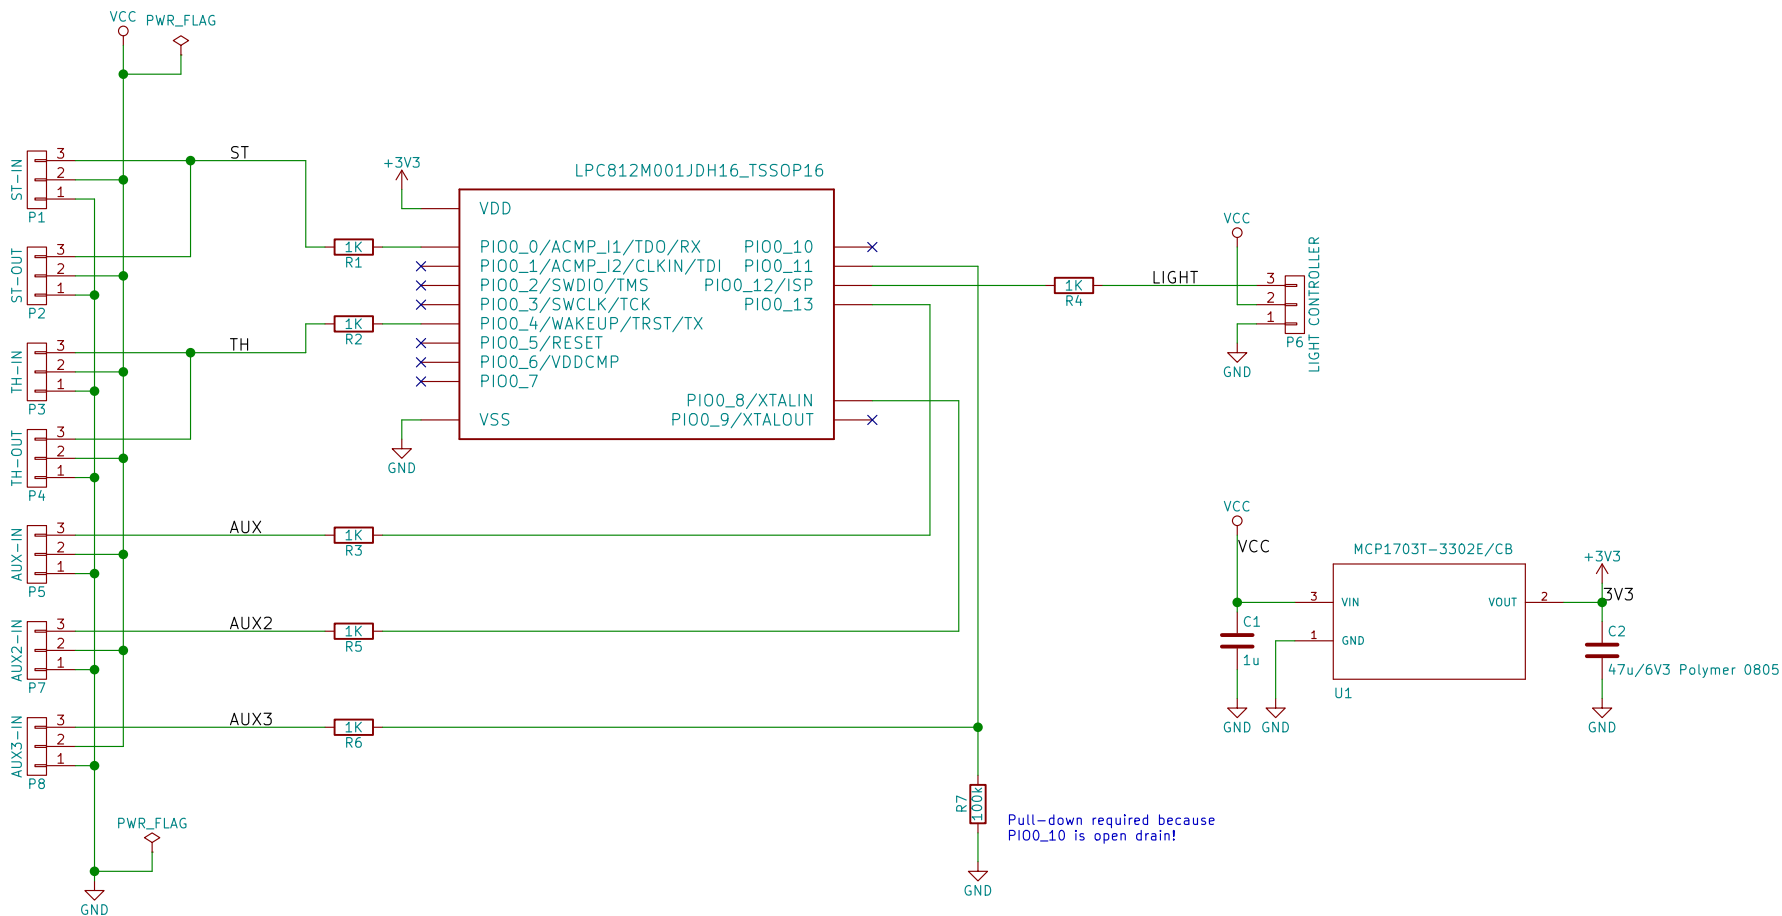 VCC
PWR_FLAG
ST-IN
3
2
1
P1
ST
ST-OUT
3
2
1
P2
TH-IN
3
2
1
P3
TH
TH-OUT
3
2
1
P4
AUX-IN
3
2
1
P5
AUX
AUX2-IN
3
2
1
P7
AUX2
AUX3-IN
3
2
1
P8
AUX3
PWR_FLAG
GND
1K
R1
1K
R2
1K
R3
1K
R5
1K
R6
+3V3
GND
LPC812M001JDH16_TSSOP16
VDD
PIO0_0/ACMP_I1/TDO/RX
PIO0_1/ACMP_I2/CLKIN/TDI
PIO0_2/SWDIO/TMS
PIO0_3/SWCLK/TCK
PIO0_4/WAKEUP/TRST/TX
PIO0_5/RESET
PIO0_6/VDDCMP
PIO0_7
VSS
PIO0_10
PIO0_11
PIO0_12/ISP
PIO0_13
PIO0_8/XTALIN
PIO0_9/XTALOUT
1K
R4
LIGHT
VCC
3
2
1
P6
LIGHT CONTROLLER
GND
R7
100k
GND
Pull-down required because
PIO0_10 is open drain!
VCC
VCC
C1
1u
GND
GND
MCP1703T-3302E/CB
3
VIN
VOUT
2
1
GND
U1
+3V3
3V3
C2
47u/6V3 Polymer 0805
GND